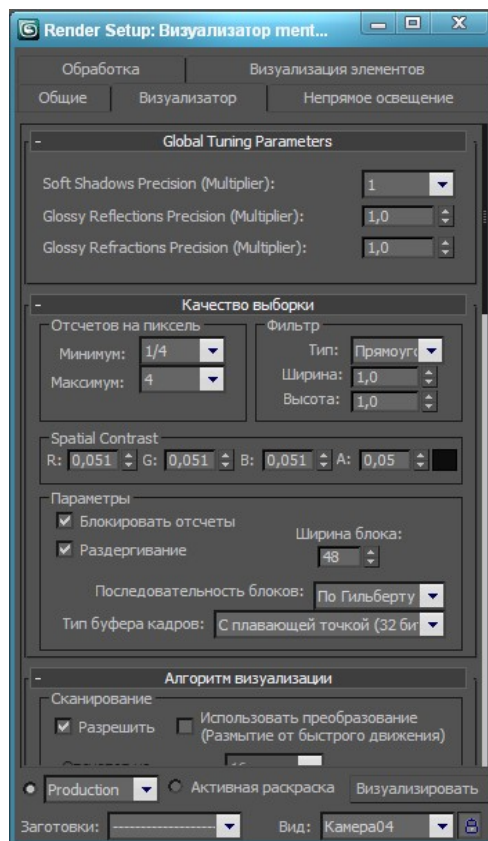 Render Setup: Визуализатор ment...
Обработка Визуализация элементов
Общие Визуализатор Непрямое освещение
- Global Tuning Parameters
Soft Shadows Precision (Multiplier): 1
Glossy Reflections Precision (Multiplier): 1,0
Glossy Refractions Precision (Multiplier): 1,0
- Качество выборки
Отсчетов на пиксель Фильтр
Минимум: 1/4 Тип: Прямоуго
Максимум: 4 Ширина: 1,0
Высота: 1,0
Spatial Contrast
R: 0,051 G: 0,051 B: 0,051 A: 0,05
Параметры
Блокировать отсчеты
Раздергивание Ширина блока:
48
Последовательность блоков: По Гильберту
Тип буфера кадров: С плавающей точкой (32 бит
- Алгоритм визуализации
Сканирование
Разрешить Использовать преобразование
(Размытие от быстрого движения)
Production Активная раскраска Визуализировать
Заготовки: Вид: Камера04